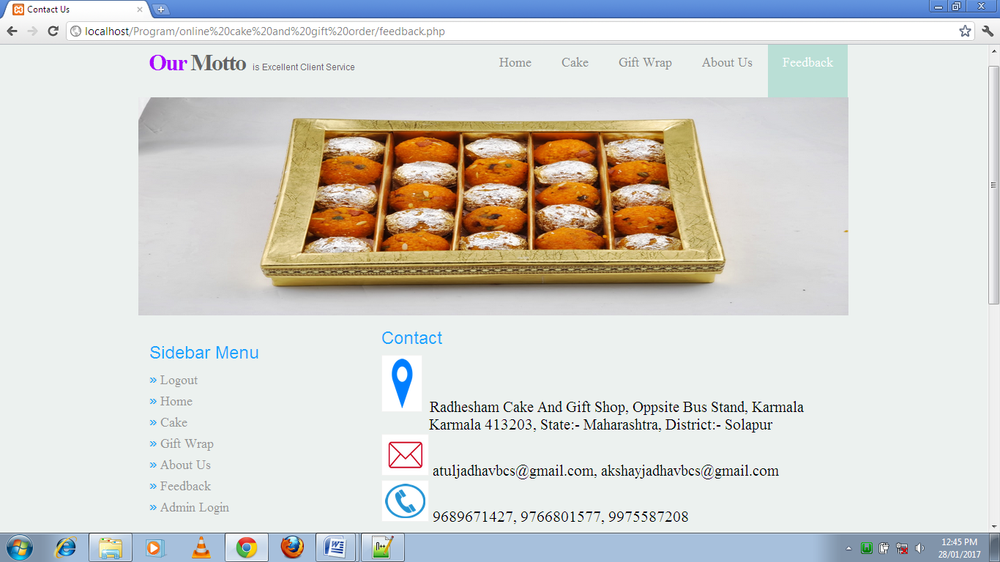 Contact Us
localhost/Program/online%20cake%20and%20gift%20order/feedback.php
Our Motto is Excellent Client Service
Home Cake Gift Wrap About Us Feedback
Contact
Sidebar Menu
» Logout
» Home
» Cake
» Gift Wrap
» About Us
» Feedback
» Admin Login
Radhesham Cake And Gift Shop, Oppsite Bus Stand, Karmala
Karmala 413203, State:- Maharashtra, District:- Solapur
atuljadhavbcs@gmail.com, akshayjadhavbcs@gmail.com
9689671427, 9766801577, 9975587208
12:45 PM
28/01/2017